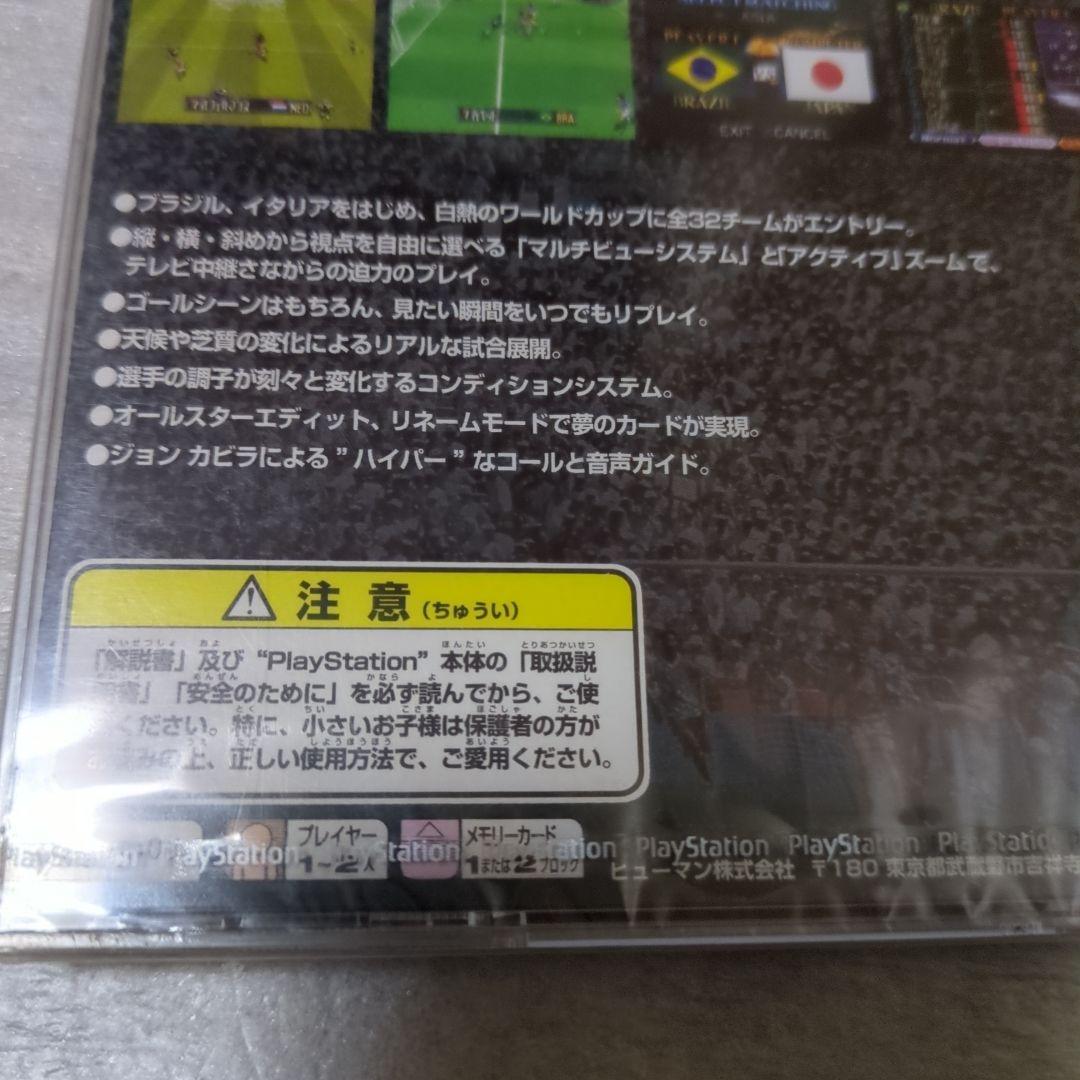 PLAYER 1
BRAZIL
VS
JAPAN
EXIT CANCEL
NED
BRA
●ブラジル、イタリアをはじめ、白熱のワールドカップに全32チームがエントリー。
●縦・横・斜めから視点を自由に選べる「マルチビューシステム」と「アクティブ」ズームで、
テレビ中継さながらの迫力のプレイ。
●ゴールシーンはもちろん、見たい瞬間をいつでもリプレイ。
●天候や芝質の変化によるリアルな試合展開。
●選手の調子が刻々と変化するコンディションシステム。
●オールスターエディット、リネームモードで夢のカードが実現。
●ジョン カビラによる”ハイパー”なコールと音声ガイド。
注意(ちゅうい)
「解説書」及び“PlayStation”本体の「取扱説
書」「安全のために」を必ず読んでから、ご使
ください。特に、小さいお子様は保護者の方が
みの上、正しい使用方法で、ご愛用ください。
プレイヤー
1~2人
メモリーカード
1または2ブロック
PlayStation PlayStation PlayStation
ヒューマン株式会社 〒180 東京都武蔵野市吉祥寺